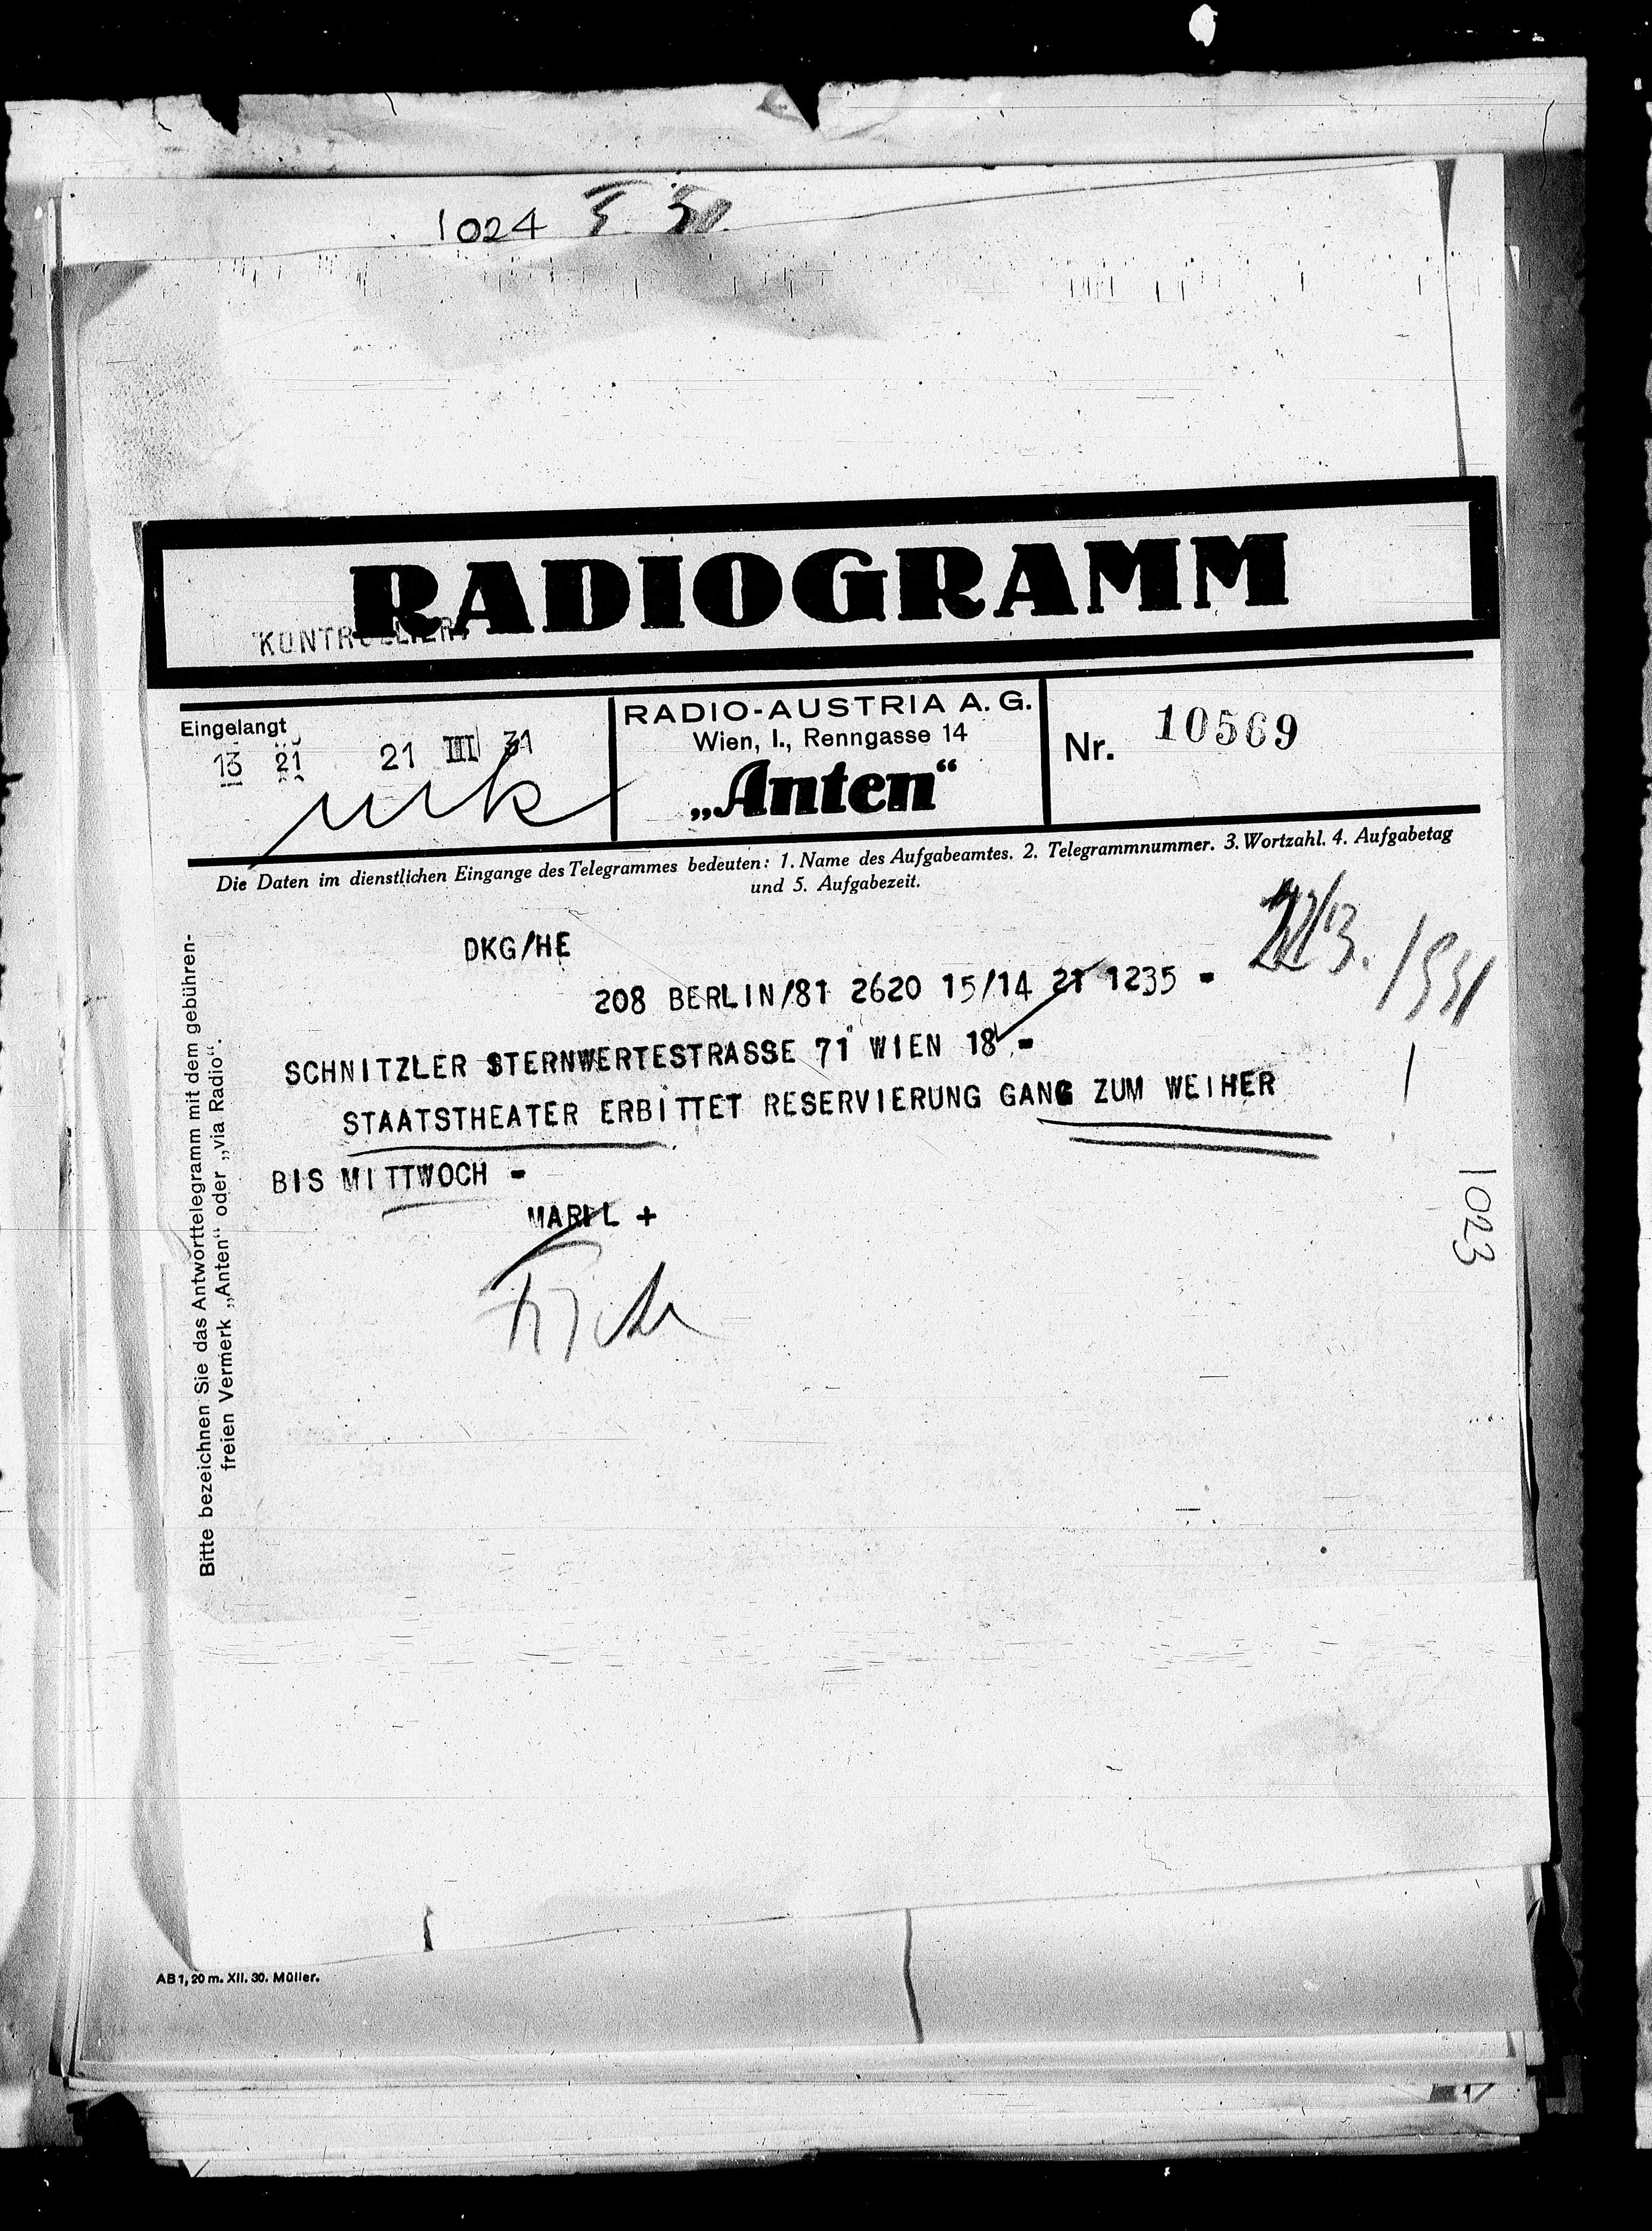 1024
RADIOGRAMM
KONTROLLIERT
Eingelangt
13 21 21 III 31
RADIO-AUSTRIA A. G.
Wien, I., Renngasse 14
„Anten“
Nr. 10569
Die Daten im dienstlichen Eingange des Telegrammes bedeuten: 1. Name des Aufgabeamtes. 2. Telegrammnummer. 3. Wortzahl. 4. Aufgabetag
und 5. Aufgabezeit.
DKG/HE
208 BERLIN/81 2620 15/14 21 1235 -
SCHNITZLER STERNWERTESTRASSE 71 WIEN 18 -
STAATSTHEATER ERBITTET RESERVIERUNG GANG ZUM WEIHER
BIS MITTWOCH -
MARIL +
1023
Bitte bezeichnen Sie das Antworttelegramm mit dem gebühren-
freien Vermerk „Anten“ oder „via Radio“.
AB 1, 20 m. XII. 30. Müller.